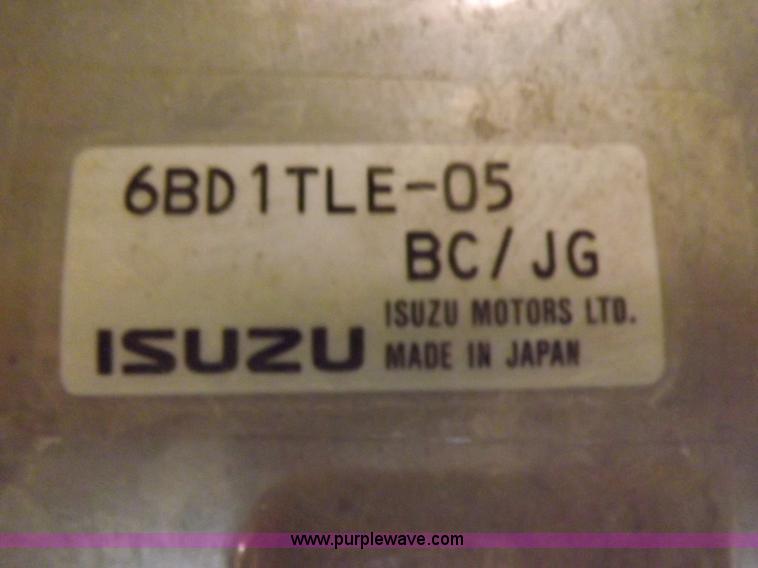 6BD1TLE-05
BC/JG
ISUZU MOTORS LTD.
ISUZU MADE IN JAPAN
www.purplewave.com